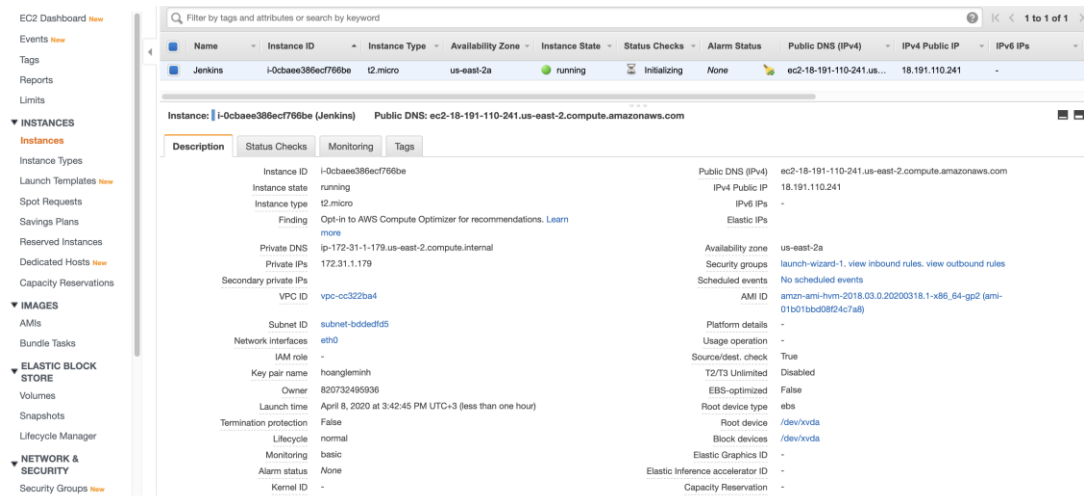 EC2 Dashboard New
Events New
Tags
Reports
Limits
INSTANCES
Instances
Instance Types
Launch Templates New
Spot Requests
Savings Plans
Reserved Instances
Dedicated Hosts New
Capacity Reservations
IMAGES
AMIs
Bundle Tasks
ELASTIC BLOCK
STORE
Volumes
Snapshots
Lifecycle Manager
NETWORK &
SECURITY
Security Groups New
Filter by tags and attributes or search by keyword
1 to 1 of 1
Name Instance ID Instance Type Availability Zone Instance State Status Checks Alarm Status Public DNS (IPv4) IPv4 Public IP IPv6 IPs
Jenkins i-0cbaee386ecf766be t2.micro us-east-2a running Initializing None ec2-18-191-110-241.us... 18.191.110.241 -
Instance: i-0cbaee386ecf766be (Jenkins) Public DNS: ec2-18-191-110-241.us-east-2.compute.amazonaws.com
Description Status Checks Monitoring Tags
Instance ID i-0cbaee386ecf766be
Instance state running
Instance type t2.micro
Finding Opt-in to AWS Compute Optimizer for recommendations. Learn
more
Private DNS ip-172-31-1-179.us-east-2.compute.internal
Private IPs 172.31.1.179
Secondary private IPs
VPC ID vpc-cc322ba4
Subnet ID subnet-bddedfd5
Network interfaces eth0
IAM role -
Key pair name hoangleminh
Owner 820732495936
Launch time April 8, 2020 at 3:42:45 PM UTC+3 (less than one hour)
Termination protection False
Lifecycle normal
Monitoring basic
Alarm status None
Kernel ID -
Public DNS (IPv4) ec2-18-191-110-241.us-east-2.compute.amazonaws.com
IPv4 Public IP 18.191.110.241
IPv6 IPs -
Elastic IPs
Availability zone us-east-2a
Security groups launch-wizard-1. view inbound rules. view outbound rules
Scheduled events No scheduled events
AMI ID amzn-ami-hvm-2018.03.0.20200318.1-x86_64-gp2 (ami-
01b01bbd08f24c7a8)
Platform details -
Usage operation -
Source/dest. check True
T2/T3 Unlimited Disabled
EBS-optimized False
Root device type ebs
Root device /dev/xvda
Block devices /dev/xvda
Elastic Graphics ID -
Elastic Inference accelerator ID -
Capacity Reservation -